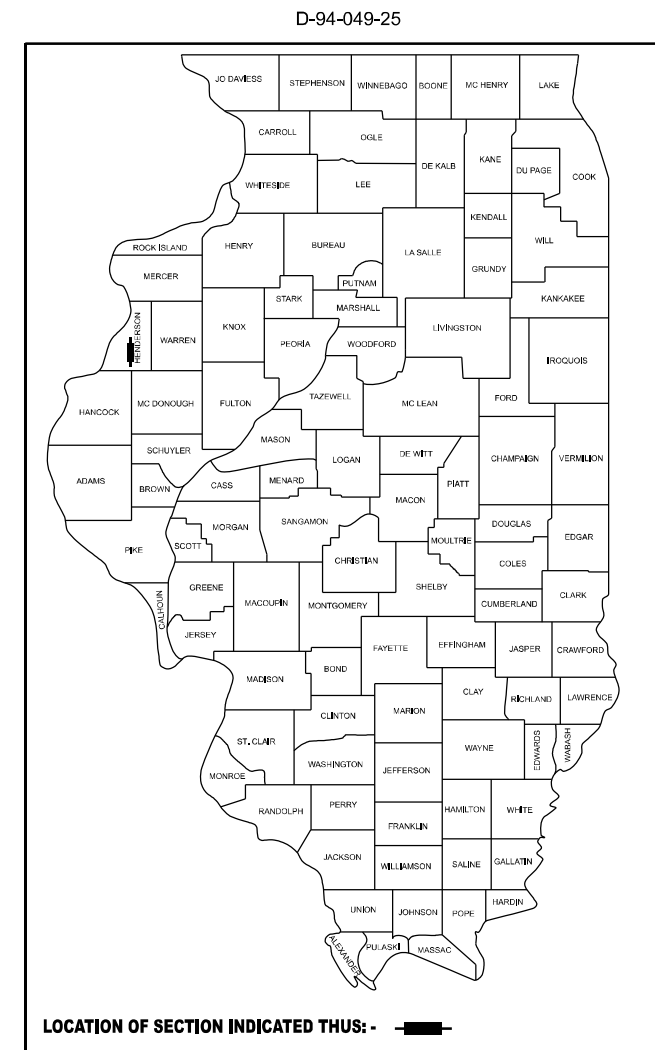 D-94-049-25
JO DAVIESS STEPHENSON WINNEBAGO BOONE MC HENRY LAKE
CARROLL OGLE
DE KALB KANE DU PAGE COOK
WHITESIDE LEE
KENDALL
ROCK ISLAND HENRY BUREAU LA SALLE WILL
MERCER PUTNAM GRUNDY
STARK MARSHALL KANKAKEE
HENDERSON WARREN KNOX PEORIA WOODFORD LIVINGSTON
IROQUOIS
HANCOCK MC DONOUGH FULTON TAZEWELL MC LEAN FORD
MASON
SCHUYLER LOGAN DE WITT CHAMPAIGN VERMILION
ADAMS BROWN CASS MENARD PIATT
MACON
PIKE SCOTT MORGAN SANGAMON DOUGLAS
MOULTRIE EDGAR
CHRISTIAN COLES
CALHOUN GREENE MACOUPIN MONTGOMERY SHELBY CUMBERLAND CLARK
JERSEY FAYETTE EFFINGHAM JASPER CRAWFORD
MADISON BOND
CLAY RICHLAND LAWRENCE
CLINTON MARION
ST. CLAIR WAYNE EDWARDS WABASH
MONROE WASHINGTON JEFFERSON
RANDOLPH PERRY HAMILTON WHITE
FRANKLIN
JACKSON WILLIAMSON SALINE GALLATIN
HARDIN
UNION JOHNSON POPE
ALEXANDER PULASKI MASSAC
LOCATION OF SECTION INDICATED THUS: -